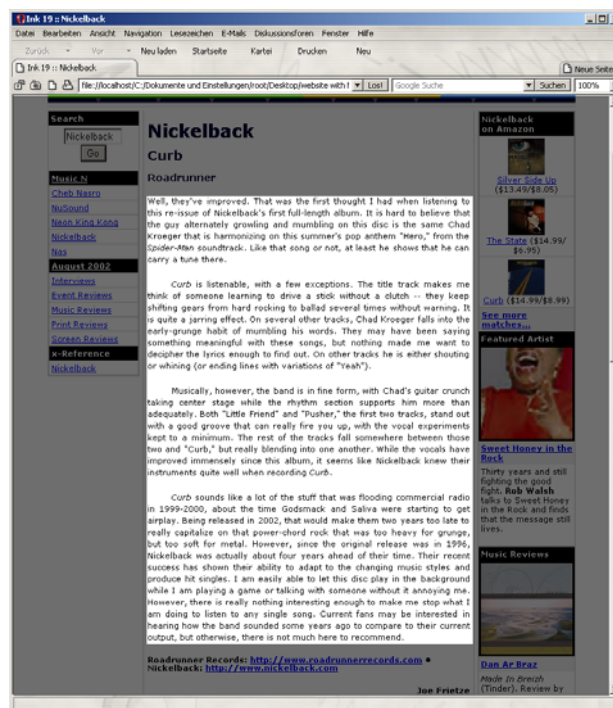 Ink 19 :: Nickelback
Datei Bearbeiten Ansicht Navigation Lesezeichen E-Mails Diskussionsforen Fenster Hilfe
Zurück Vor Neu laden Startseite Kartei Drucken Neu
Ink 19 :: Nickelback
Neue Seite
file://localhost/C:/Dokumente und Einstellungen/root/Desktop/website with f Los! Google Suche Suchen 100%
Search
Nickelback
Go
Music N
Cheb Nasro
NuSound
Neon King Kong
Nickelback
Nas
August 2002
Interviews
Event Reviews
Music Reviews
Print Reviews
Screen Reviews
x-Reference
Nickelback
Nickelback
Curb
Roadrunner
Well, they've improved. That was the first thought I had when listening to
this re-issue of Nickelback's first full-length album. It is hard to believe that
the guy alternately growling and mumbling on this disc is the same Chad
Kroeger that is harmonizing on this summer's pop anthem "Hero," from the
Spider-Man soundtrack. Like that song or not, at least he shows that he can
carry a tune there.
Curb is listenable, with a few exceptions. The title track makes me
think of someone learning to drive a stick without a clutch -- they keep
shifting gears from hard rocking to ballad several times without warning. It
is quite a jarring effect. On several other tracks, Chad Kroeger falls into the
early-grunge habit of mumbling his words. They may have been saying
something meaningful with these songs, but nothing made me want to
decipher the lyrics enough to find out. On other tracks he is either shouting
or whining (or ending lines with variations of "Yeah").
Musically, however, the band is in fine form, with Chad's guitar crunch
taking center stage while the rhythm section supports him more than
adequately. Both "Little Friend" and "Pusher," the first two tracks, stand out
with a good groove that can really fire you up, with the vocal experiments
kept to a minimum. The rest of the tracks fall somewhere between those
two and "Curb," but really blending into one another. While the vocals have
improved immensely since this album, it seems like Nickelback knew their
instruments quite well when recording Curb.
Curb sounds like a lot of the stuff that was flooding commercial radio
in 1999-2000, about the time Godsmack and Saliva were starting to get
airplay. Being released in 2002, that would make them two years too late to
really capitalize on that power-chord rock that was too heavy for grunge,
but too soft for metal. However, since the original release was in 1996,
Nickelback was actually about four years ahead of their time. Their recent
success has shown their ability to adapt to the changing music styles and
produce hit singles. I am easily able to let this disc play in the background
while I am playing a game or talking with someone without it annoying me.
However, there is really nothing interesting enough to make me stop what I
am doing to listen to any single song. Current fans may be interested in
hearing how the band sounded some years ago to compare to their current
output, but otherwise, there is not much here to recommend.
Roadrunner Records: http://www.roadrunnerrecords.com •
Nickelback: http://www.nickelback.com
Joe Frietze
Nickelback
on Amazon
Silver Side Up
($13.49/$8.05)
The State ($14.99/
$6.95)
Curb ($14.99/$8.99)
See more
matches...
Featured Artist
Sweet Honey in the
Rock
Thirty years and still
fighting the good
fight. Rob Walsh
talks to Sweet Honey
in the Rock and finds
that the message still
lives.
Music Reviews
Dan Ar Braz
Made In Breizh
(Tinder). Review by